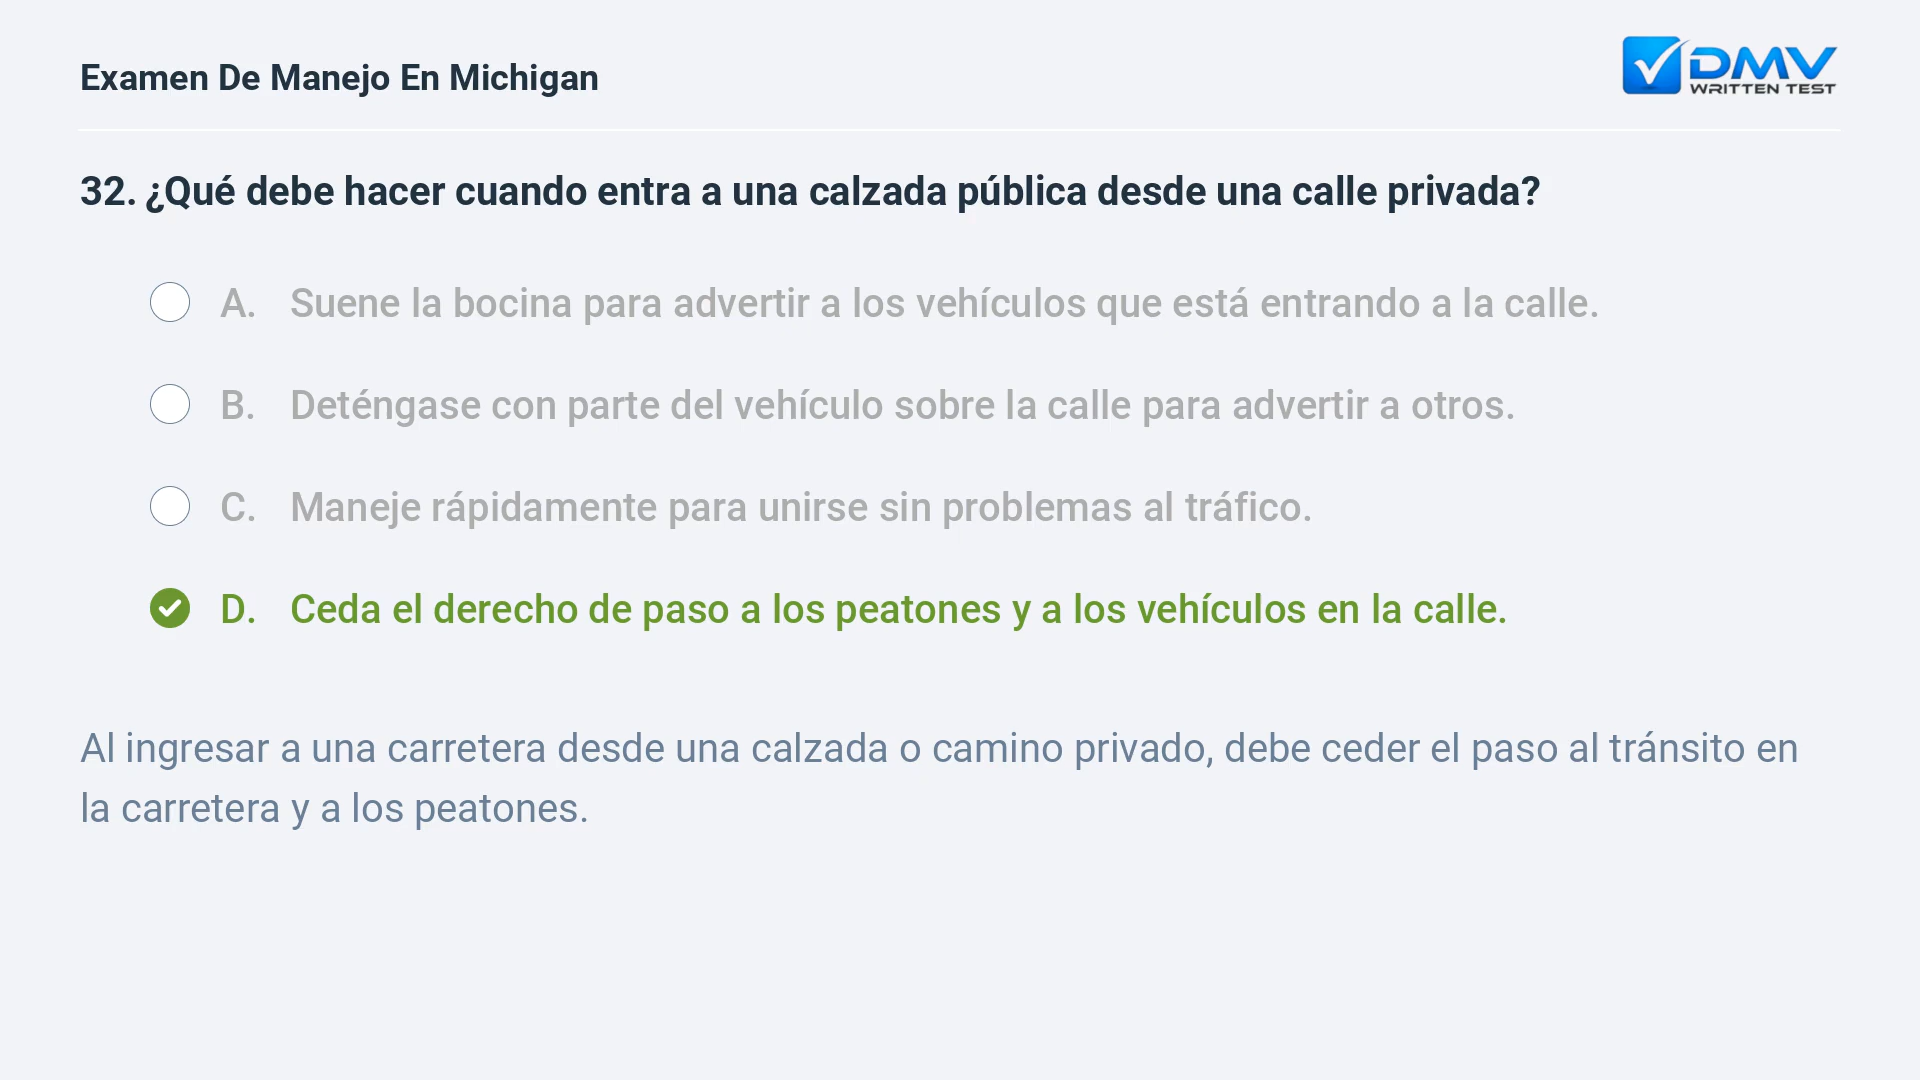 Examen De Manejo En Michigan
DMV
WRITTEN TEST
32. ¿Qué debe hacer cuando entra a una calzada pública desde una calle privada?
A. Suene la bocina para advertir a los vehículos que está entrando a la calle.
B. Deténgase con parte del vehículo sobre la calle para advertir a otros.
C. Maneje rápidamente para unirse sin problemas al tráfico.
D. Ceda el derecho de paso a los peatones y a los vehículos en la calle.
Al ingresar a una carretera desde una calzada o camino privado, debe ceder el paso al tránsito en
la carretera y a los peatones.